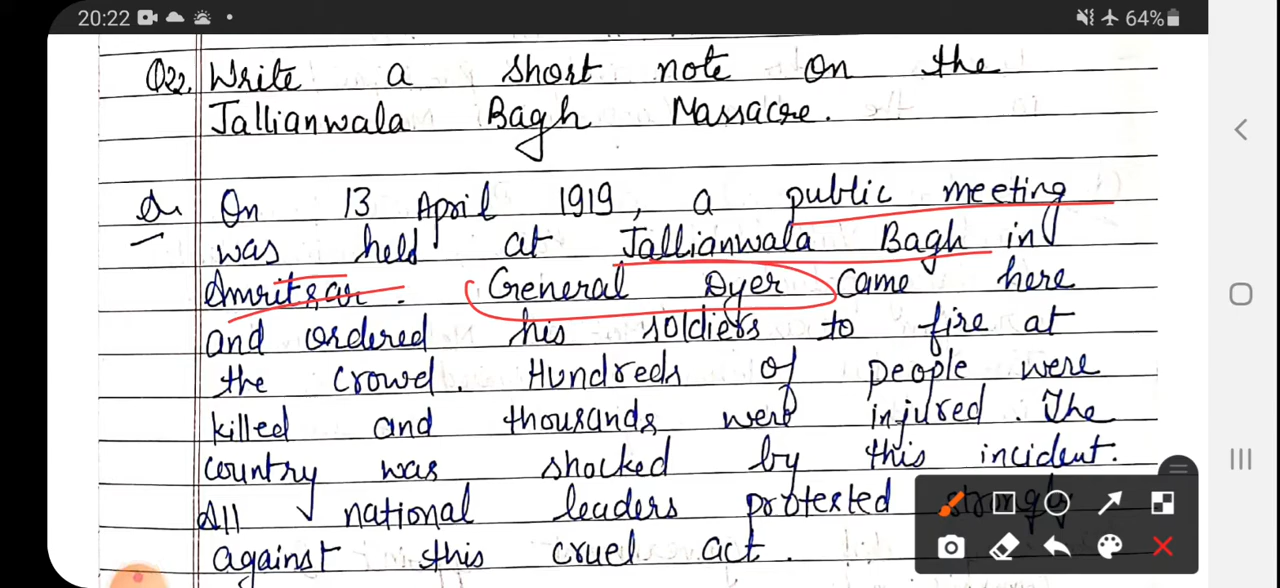 20:22
64%
Q22. Write a short note on the
Jallianwala Bagh Massacre.
On 13 April 1919, a public meeting
was held at Jallianwala Bagh in
Amritsar. General Dyer came here
and ordered his soldiers to fire at
the crowd. Hundreds of people were
killed and thousands were injured. The
country was shocked by this incident.
All national leaders protested strongly
against this cruel act.